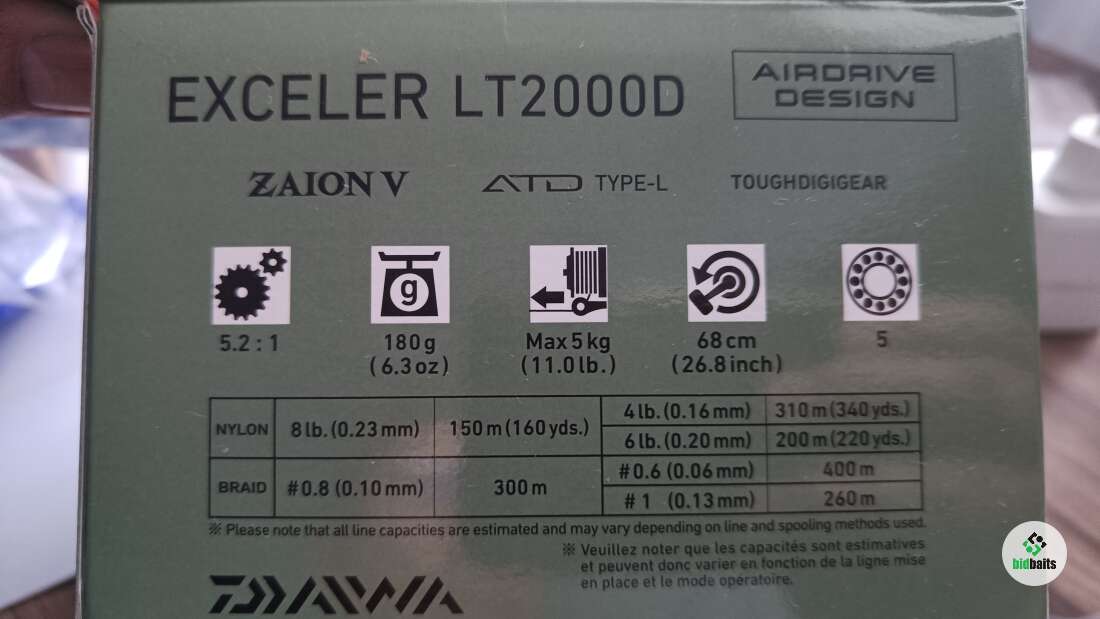 EXCELER LT2000D
AIRDRIVE
DESIGN
ZAION V
ATD TYPE-L
TOUGHDIGIGEAR
g
5.2 : 1
180g
(6.3oz)
Max 5kg
(11.0lb.)
68cm
(26.8inch)
5
NYLON 8lb.(0.23mm) 150m(160yds.) 4lb.(0.16mm) 310m(340yds.)
6lb.(0.20mm) 200m(220yds.)
BRAID #0.8(0.10mm) 300m #0.6(0.06mm) 400m
#1 (0.13mm) 260m
※ Please note that all line capacities are estimated and may vary depending on line and spooling methods used.
※ Veuillez noter que les capacités sont estimatives
et peuvent donc varier en fonction de la ligne mise
en place et le mode opératoire.
DAIWA
bidbaits